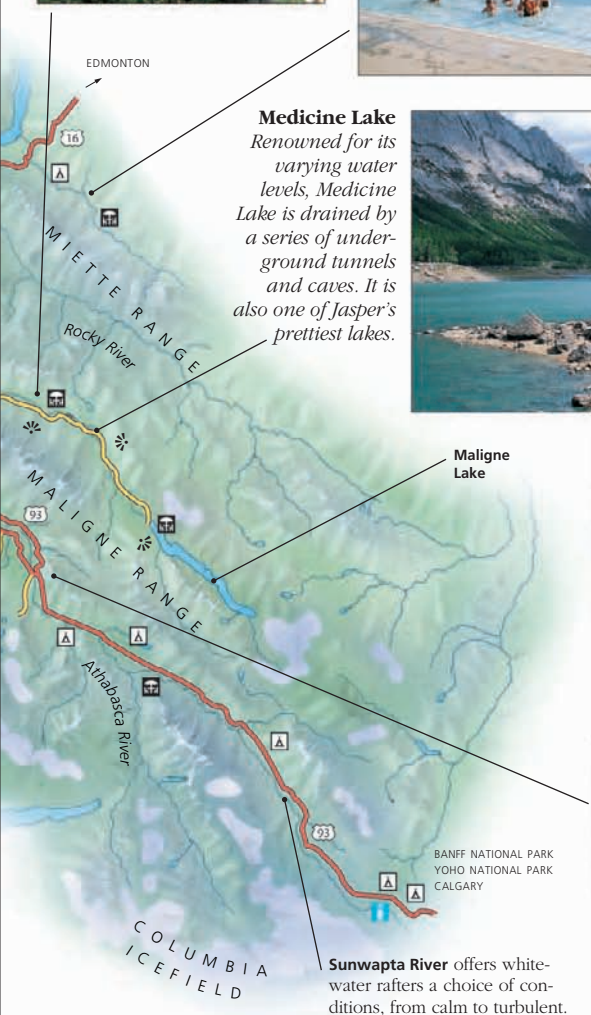 EDMONTON
16
Medicine Lake
Renowned for its
varying water
levels, Medicine
Lake is drained by
a series of under-
ground tunnels
and caves. It is
also one of Jasper's
prettiest lakes.
MIETTE RANGE
Rocky River
Maligne
Lake
MALIGNE RANGE
93
Athabasca River
93
BANFF NATIONAL PARK
YOHO NATIONAL PARK
CALGARY
COLUMBIA
ICEFIELD
Sunwapta River offers white-
water rafters a choice of con-
ditions, from calm to turbulent.